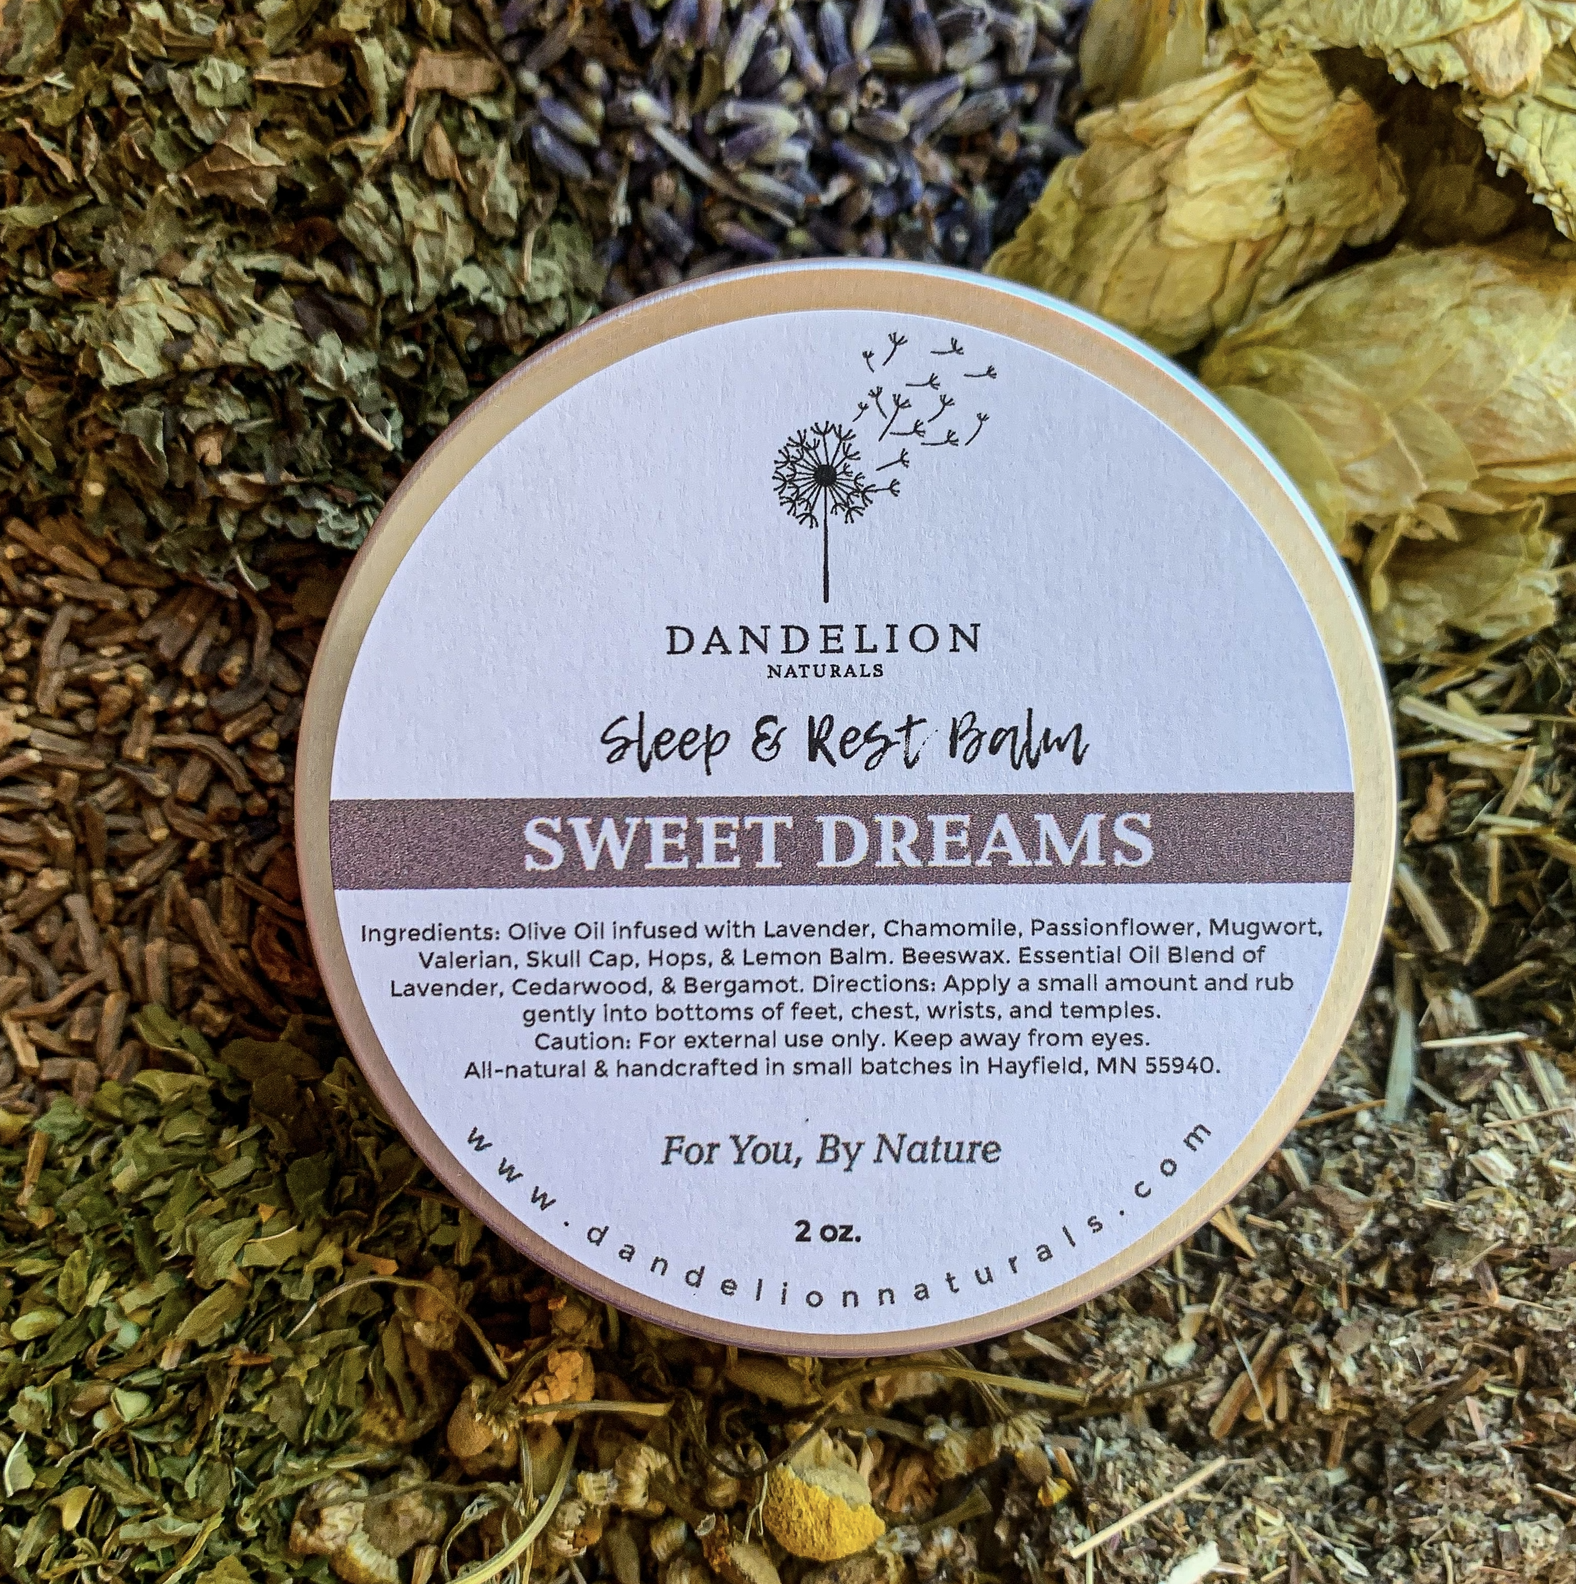 DANDELION
NATURALS
Sleep & Rest Balm
SWEET DREAMS
Ingredients: Olive Oil infused with Lavender, Chamomile, Passionflower, Mugwort,
Valerian, Skull Cap, Hops, & Lemon Balm. Beeswax. Essential Oil Blend of
Lavender, Cedarwood, & Bergamot. Directions: Apply a small amount and rub
gently into bottoms of feet, chest, wrists, and temples.
Caution: For external use only. Keep away from eyes.
All-natural & handcrafted in small batches in Hayfield, MN 55940.
For You, By Nature
2 oz.
www.dandelionnaturals.com